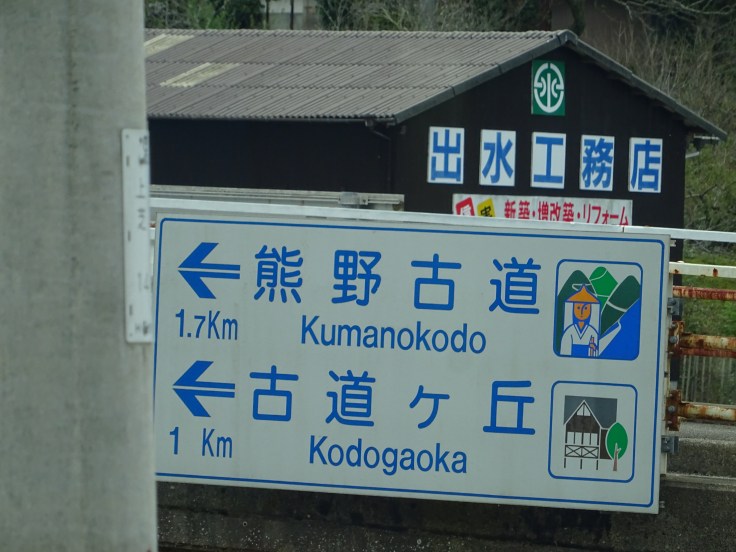 出水工務店
新築・増改築・リフォーム
熊野古道
1.7Km Kumanokodo
古道ヶ丘
1 Km Kodogaoka